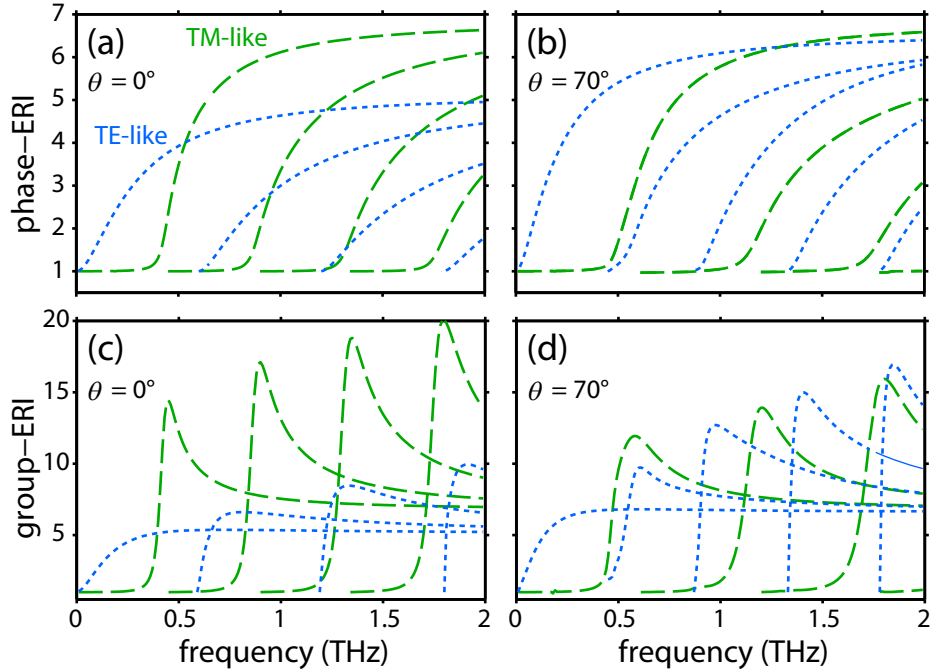 7
6
5
4
3
2
1
phase–ERI
(a)
TM-like
θ = 0°
TE-like
(b)
θ = 70°
20
15
10
5
group–ERI
(c)
θ = 0°
(d)
θ = 70°
0 0.5 1 1.5 2
0 0.5 1 1.5 2
frequency (THz)
frequency (THz)